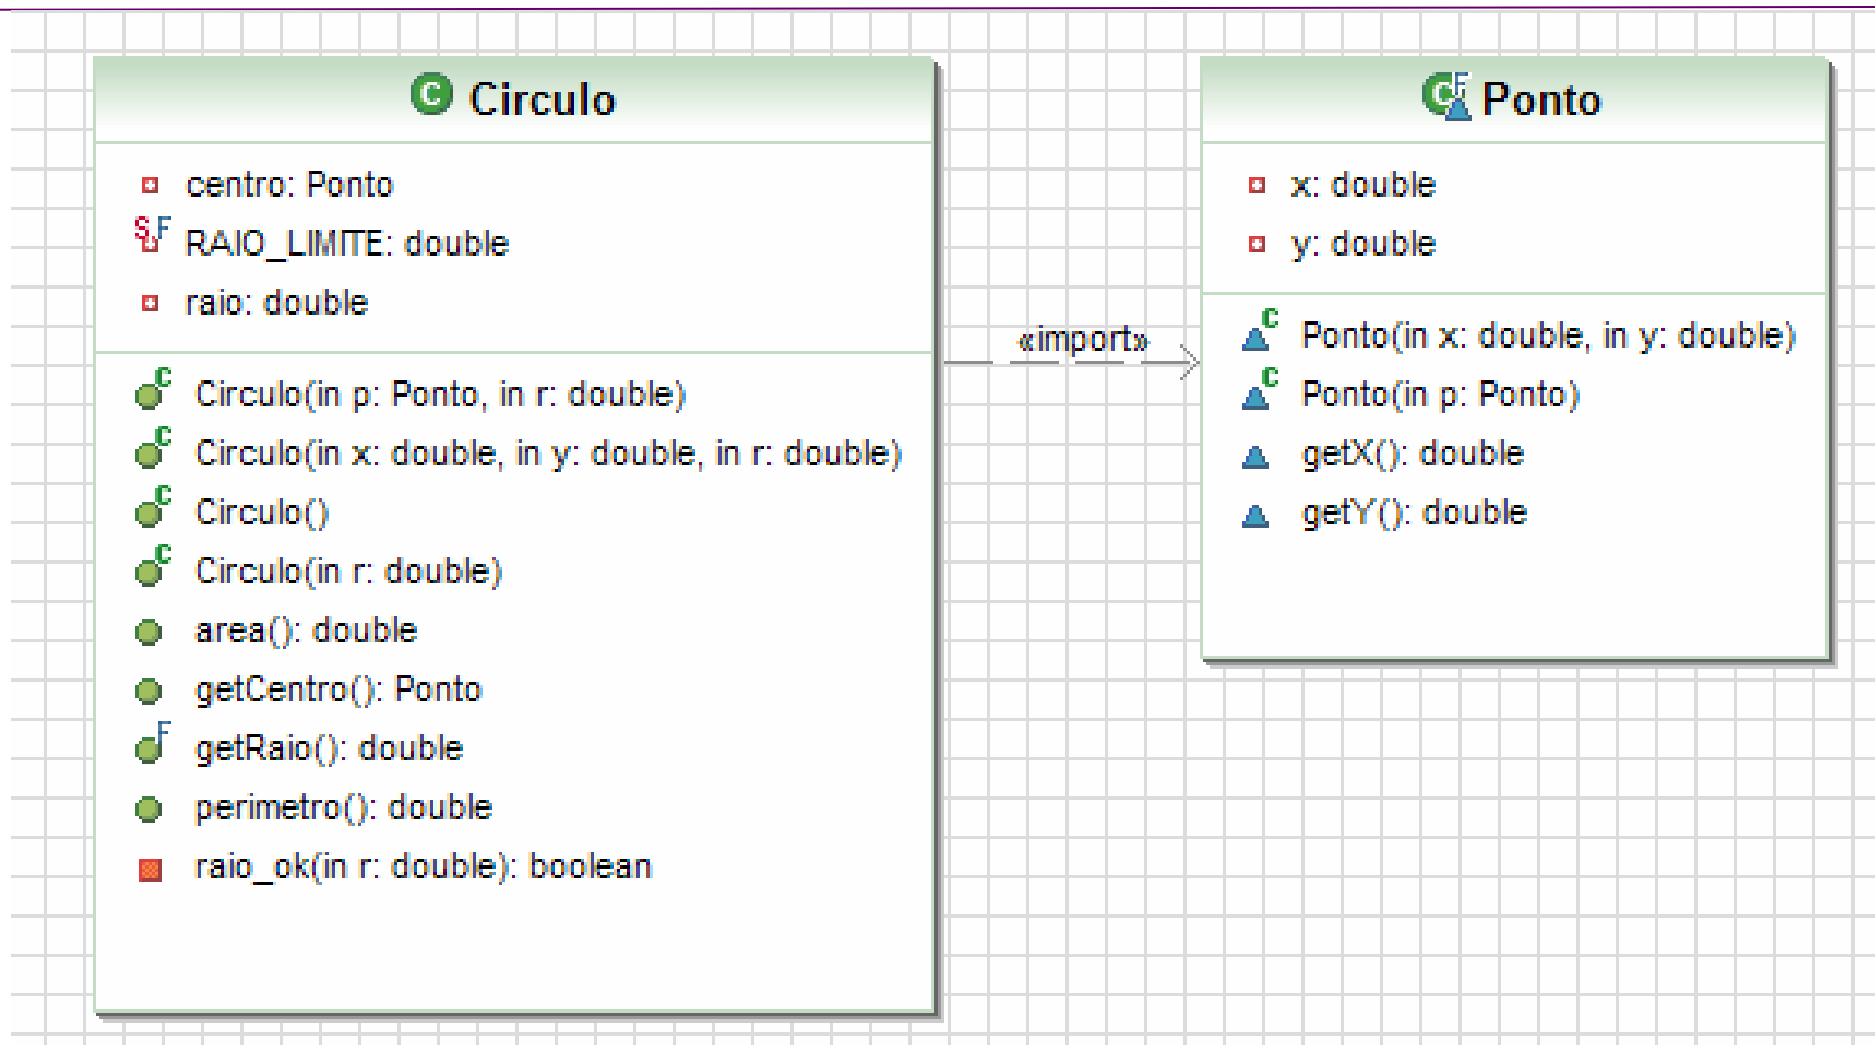 Circulo
centro: Ponto
RAIO_LIMITE: double
raio: double
Circulo(in p: Ponto, in r: double)
Circulo(in x: double, in y: double, in r: double)
Circulo()
Circulo(in r: double)
area(): double
getCentro(): Ponto
getRaio(): double
perimetro(): double
raio_ok(in r: double): boolean
«import»
Ponto
x: double
y: double
Ponto(in x: double, in y: double)
Ponto(in p: Ponto)
getX(): double
getY(): double